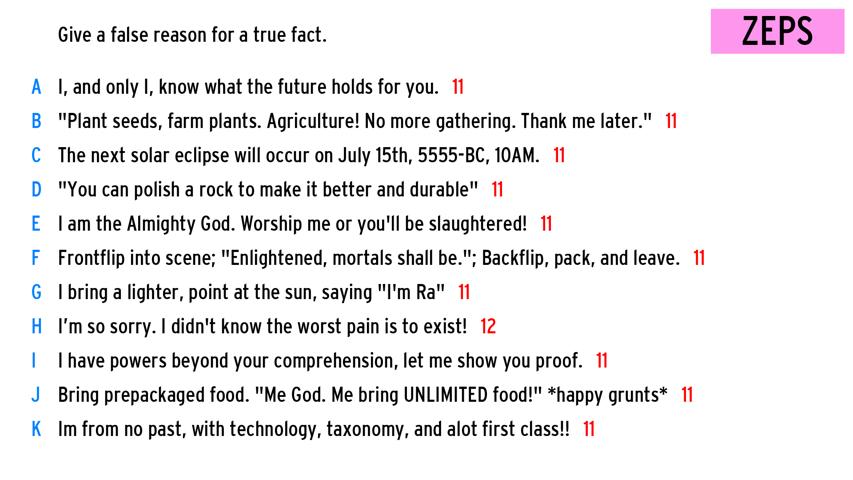 Give a false reason for a true fact.
ZEPS
A I, and only I, know what the future holds for you. 11
B "Plant seeds, farm plants. Agriculture! No more gathering. Thank me later." 11
C The next solar eclipse will occur on July 15th, 5555-BC, 10AM. 11
D "You can polish a rock to make it better and durable" 11
E I am the Almighty God. Worship me or you'll be slaughtered! 11
F Frontflip into scene; "Enlightened, mortals shall be."; Backflip, pack, and leave. 11
G I bring a lighter, point at the sun, saying "I'm Ra" 11
H I’m so sorry. I didn't know the worst pain is to exist! 12
I I have powers beyond your comprehension, let me show you proof. 11
J Bring prepackaged food. "Me God. Me bring UNLIMITED food!" *happy grunts* 11
K Im from no past, with technology, taxonomy, and alot first class!! 11